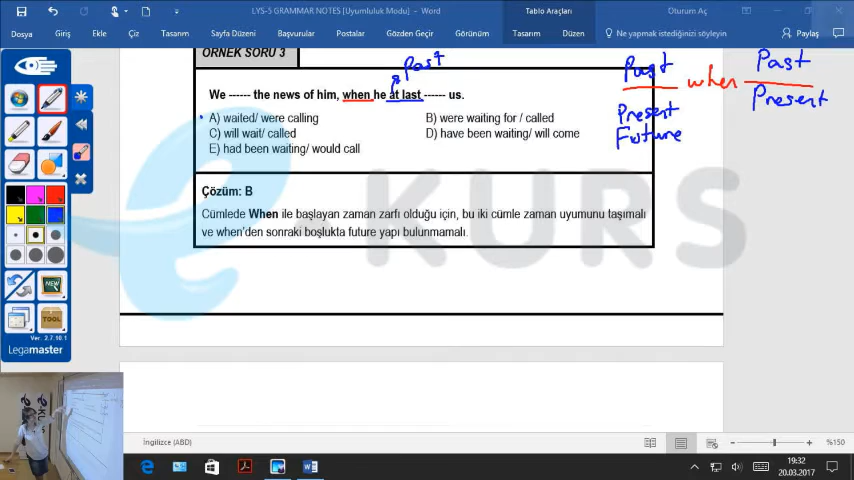 LYS-5 GRAMMAR NOTES [Uyumluluk Modu] - Word
Tablo Araçları
Oturum Aç
Dosya Giriş Ekle Çiz Tasarım Sayfa Düzeni Başvurular Postalar Gözden Geçir Görünüm Tasarım Düzen Ne yapmak istediğinizi söyleyin Paylaş
ÖRNEK SORU 3
Past
Past when Past
Present Present
Future
We ------ the news of him, when he at last ------ us.
A) waited/ were calling B) were waiting for / called
C) will wait/ called D) have been waiting/ will come
E) had been waiting/ would call
Çözüm: B
Cümlede When ile başlayan zaman zarfı olduğu için, bu iki cümle zaman uyumunu taşımalı
ve when'den sonraki boşlukta future yapı bulunmamalı.
e KURS
NEW
TOOL
Ver. 2.7.10.1
Legamaster
İngilizce (ABD)
%150
19:32
20.03.2017